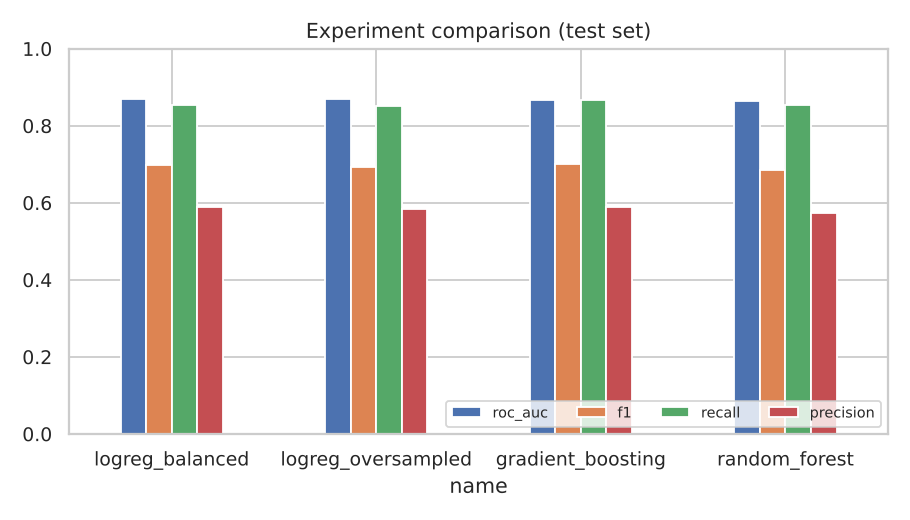 Experiment comparison (test set)
1.0
0.8
0.6
0.4
0.2
0.0
roc_auc f1 recall precision
logreg_balanced logreg_oversampled gradient_boosting random_forest
name